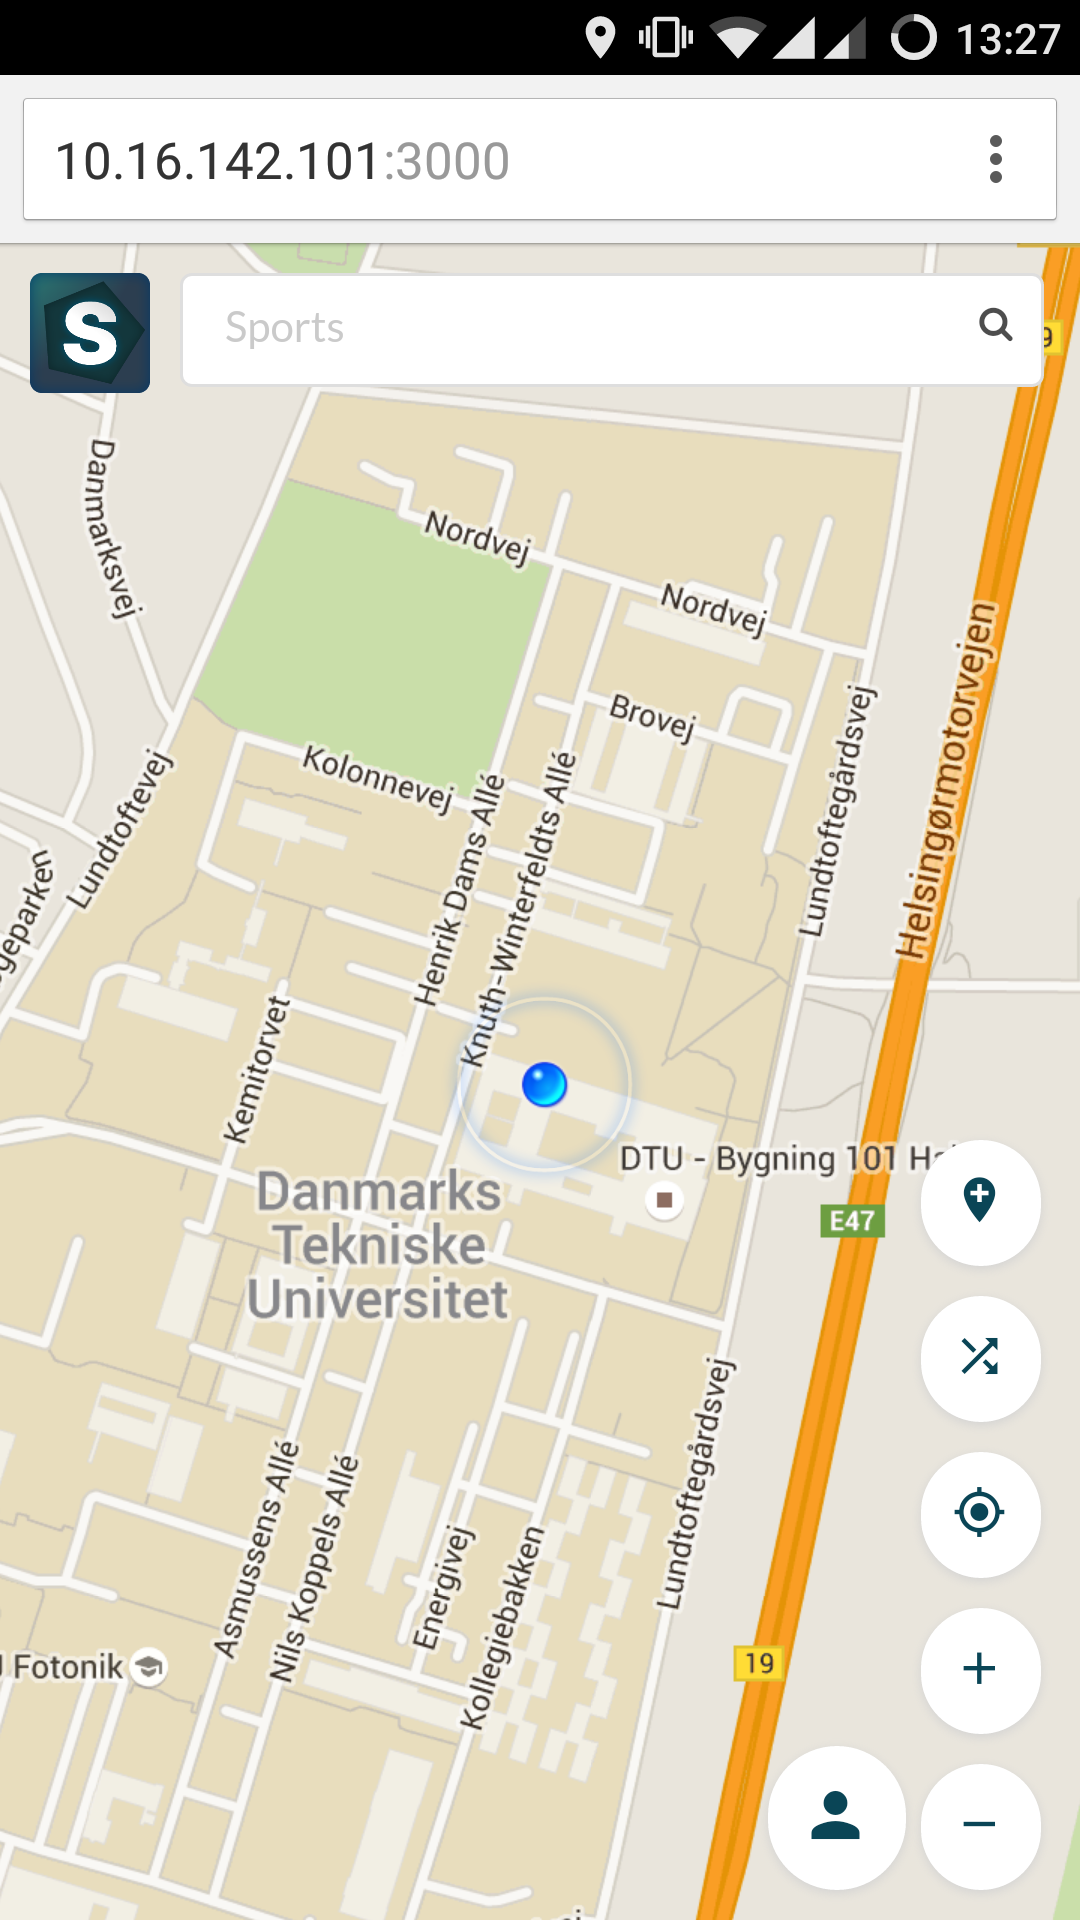 13:27
10.16.142.101:3000
S
Sports
9
Danmarksvej
Nordvej
Nordvej
Brovej
Helsingørmotorvejen
Lundtoftegårdsvej
Kolonnevej
Lundtoftevej
Henrik Dams Allé
Knuth-Winterfeldts Allé
Kemitorvet
DTU - Bygning 101
Danmarks
Tekniske
Universitet
E47
Lundtoftegårdsvej
Asmussens Allé
Nils Koppels Allé
Energivej
Kollegiebakken
Fotonik
19